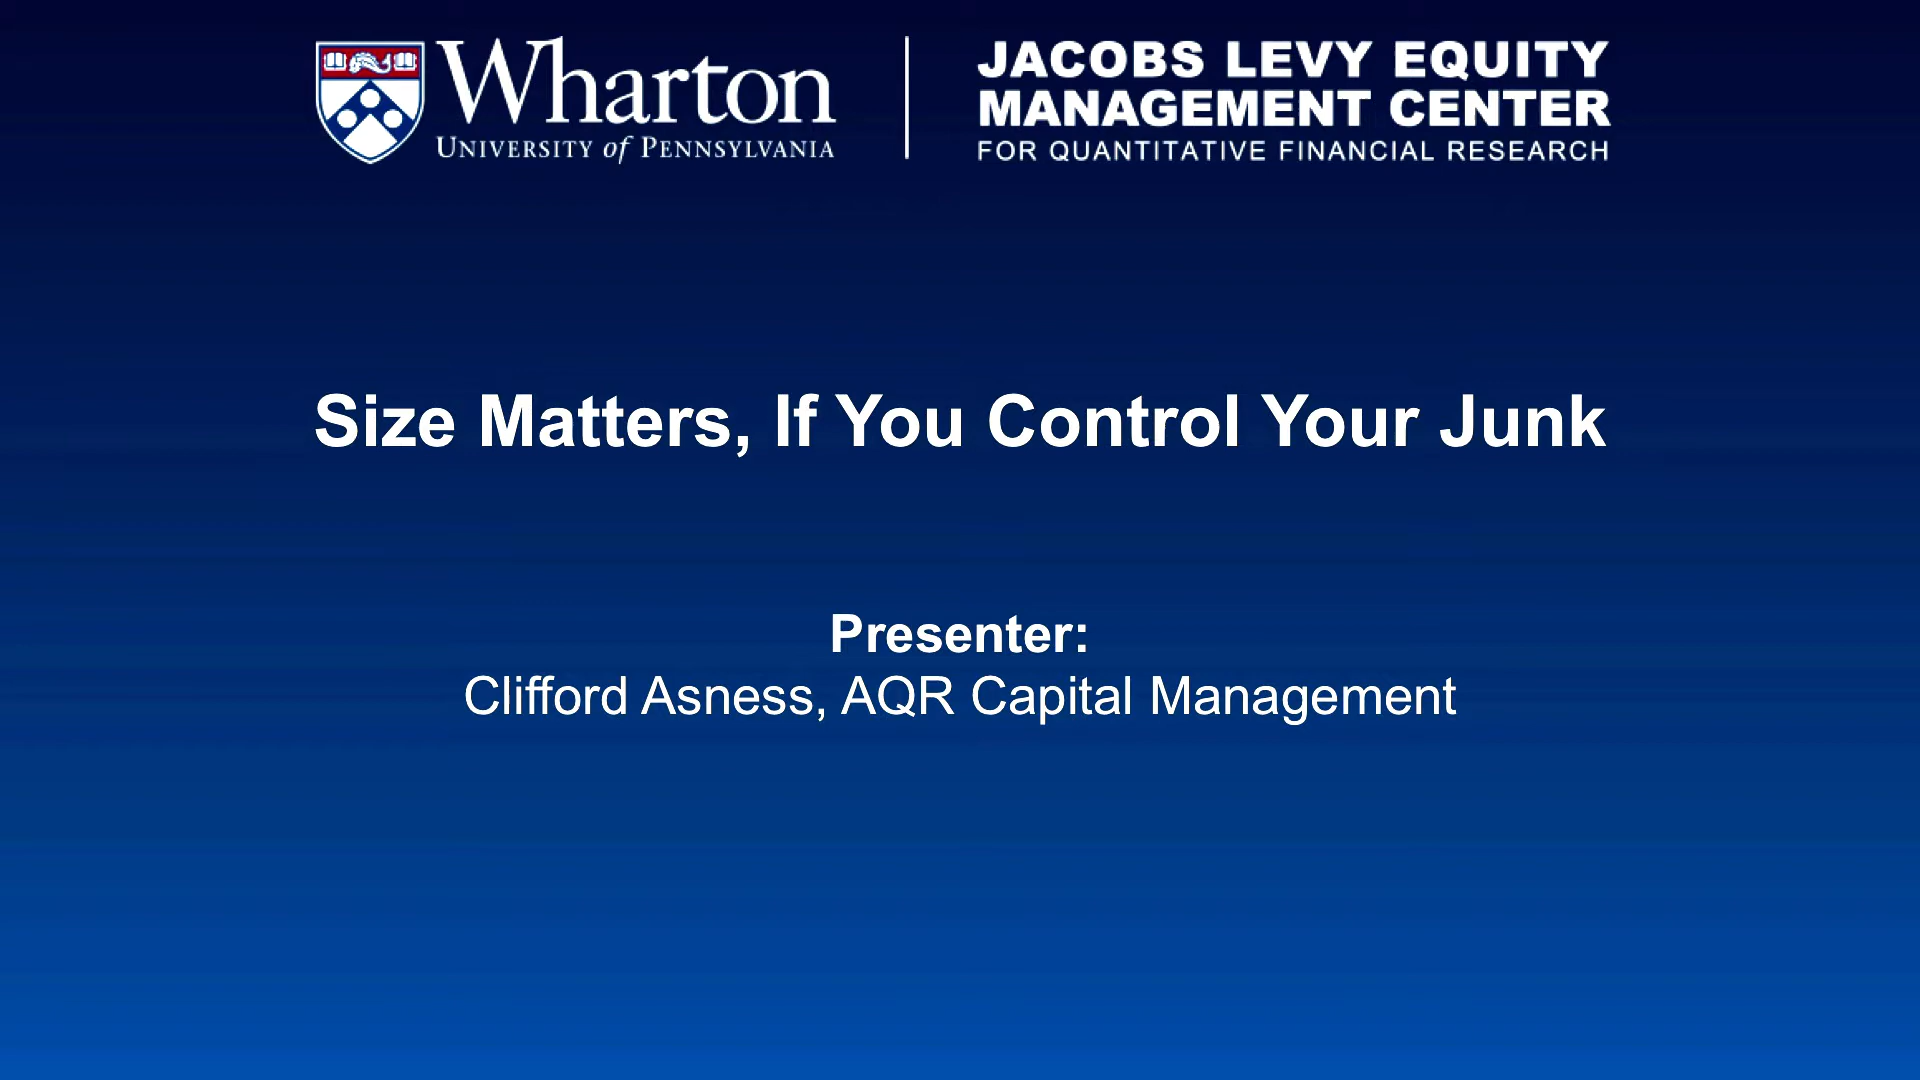 Wharton
UNIVERSITY of PENNSYLVANIA
JACOBS LEVY EQUITY
MANAGEMENT CENTER
FOR QUANTITATIVE FINANCIAL RESEARCH
Size Matters, If You Control Your Junk
Presenter:
Clifford Asness, AQR Capital Management